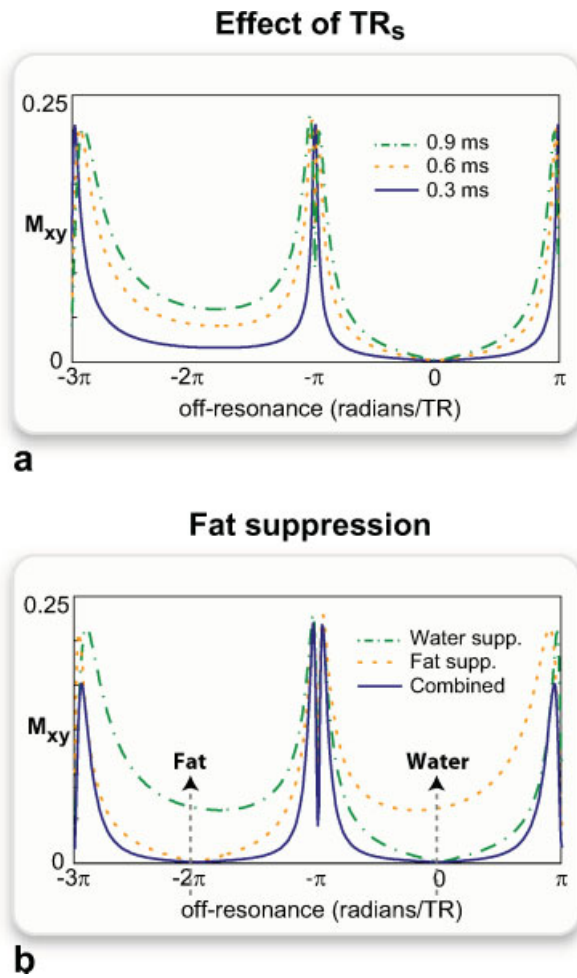 Effect of TRs
0.25
0.9 ms
0.6 ms
0.3 ms
Mxy
0
-3π -2π -π 0 π
off-resonance (radians/TR)
a
Fat suppression
0.25
Water supp.
Fat supp.
Combined
Mxy
Fat Water
0
-3π -2π -π 0 π
off-resonance (radians/TR)
b